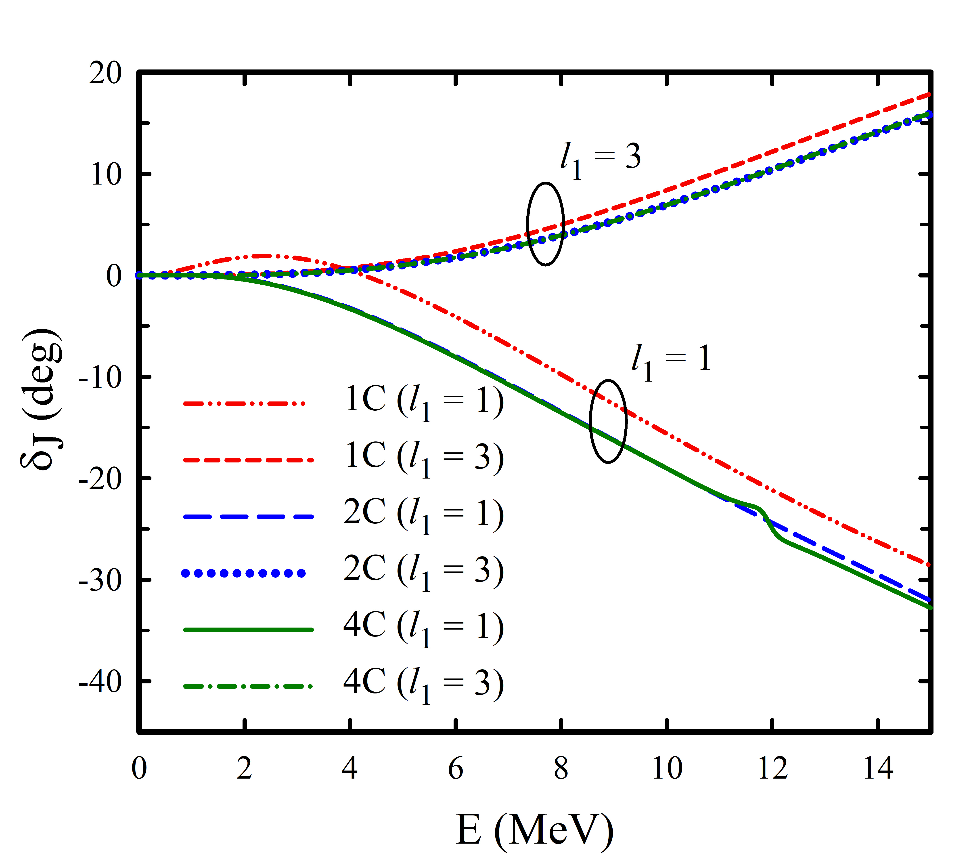 20
10
0
-10
-20
-30
-40
δJ (deg)
l1 = 3
l1 = 1
1C (l1 = 1)
1C (l1 = 3)
2C (l1 = 1)
2C (l1 = 3)
4C (l1 = 1)
4C (l1 = 3)
0 2 4 6 8 10 12 14
E (MeV)